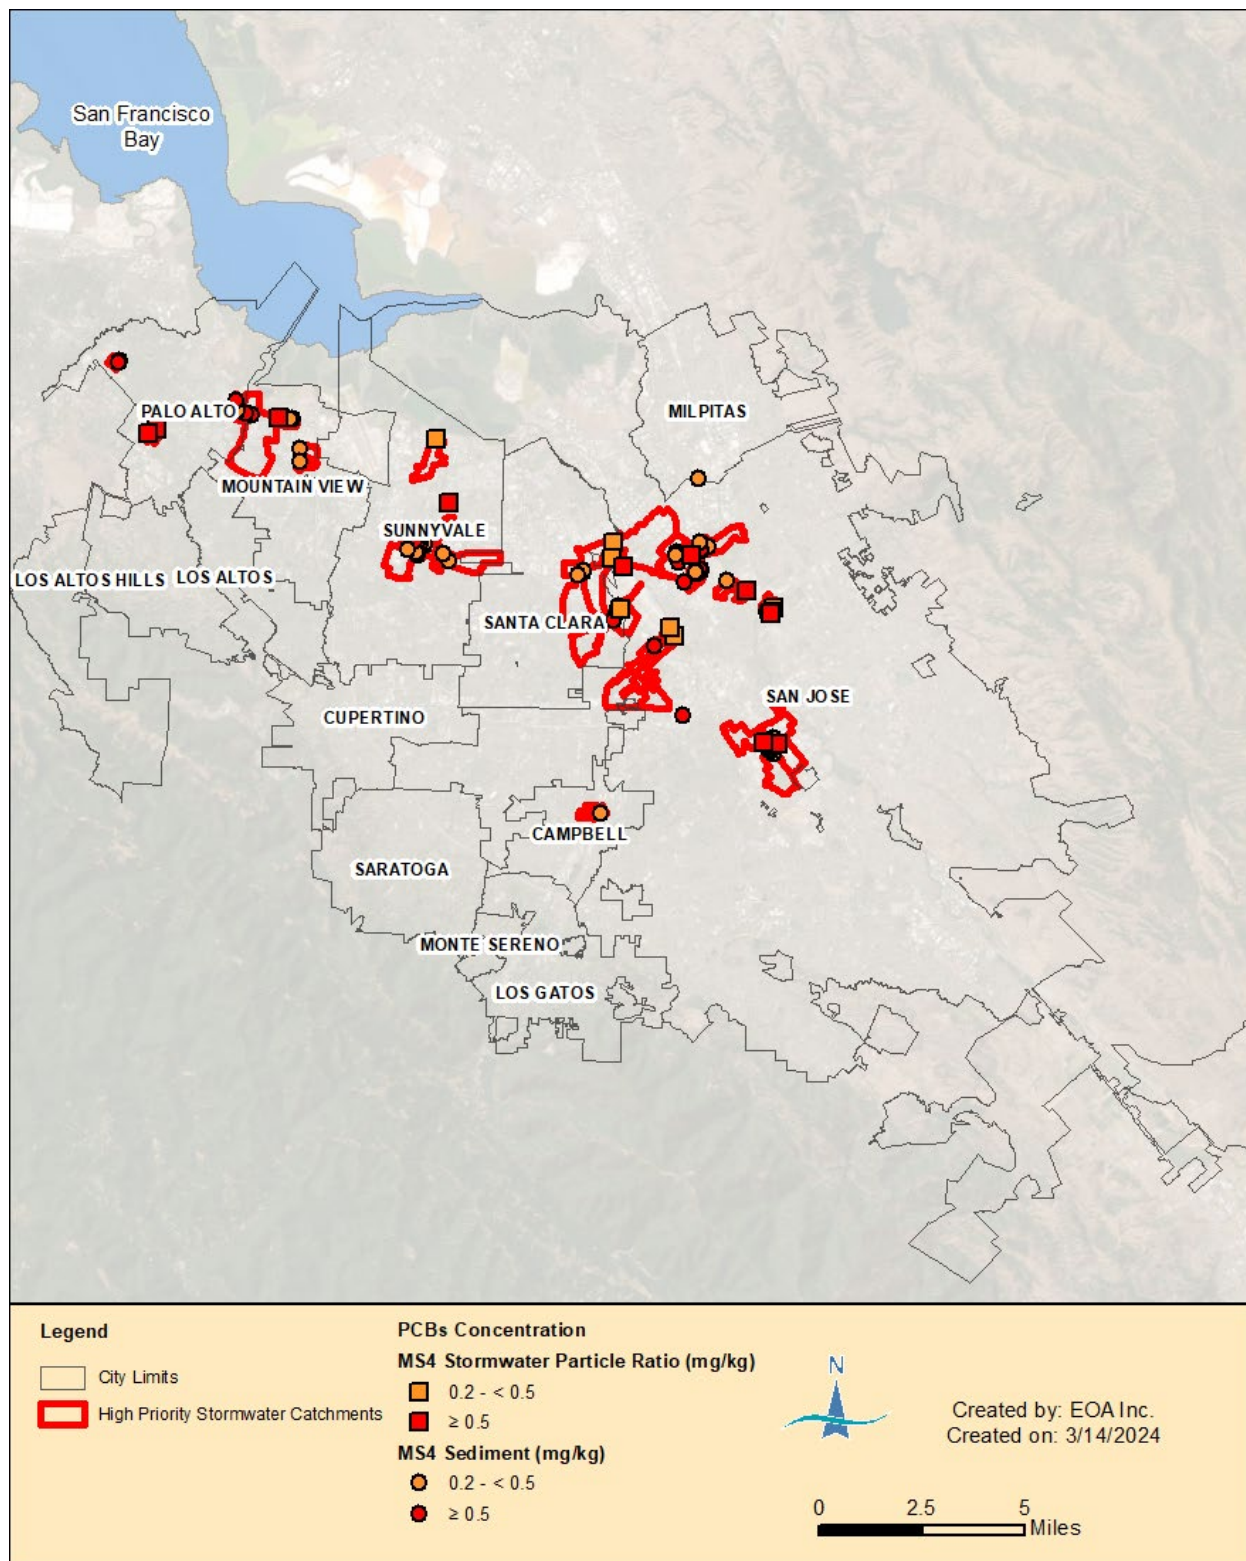 San Francisco
Bay
MILPITAS
PALO ALTO
MOUNTAIN VIEW
SUNNYVALE
LOS ALTOS HILLS
LOS ALTOS
SANTA CLARA
SAN JOSE
CUPERTINO
CAMPBELL
SARATOGA
MONTE SERENO
LOS GATOS
Legend
City Limits
High Priority Stormwater Catchments
PCBs Concentration
MS4 Stormwater Particle Ratio (mg/kg)
0.2 - < 0.5
≥ 0.5
MS4 Sediment (mg/kg)
0.2 - < 0.5
≥ 0.5
N
Created by: EOA Inc.
Created on: 3/14/2024
0 2.5 5
Miles